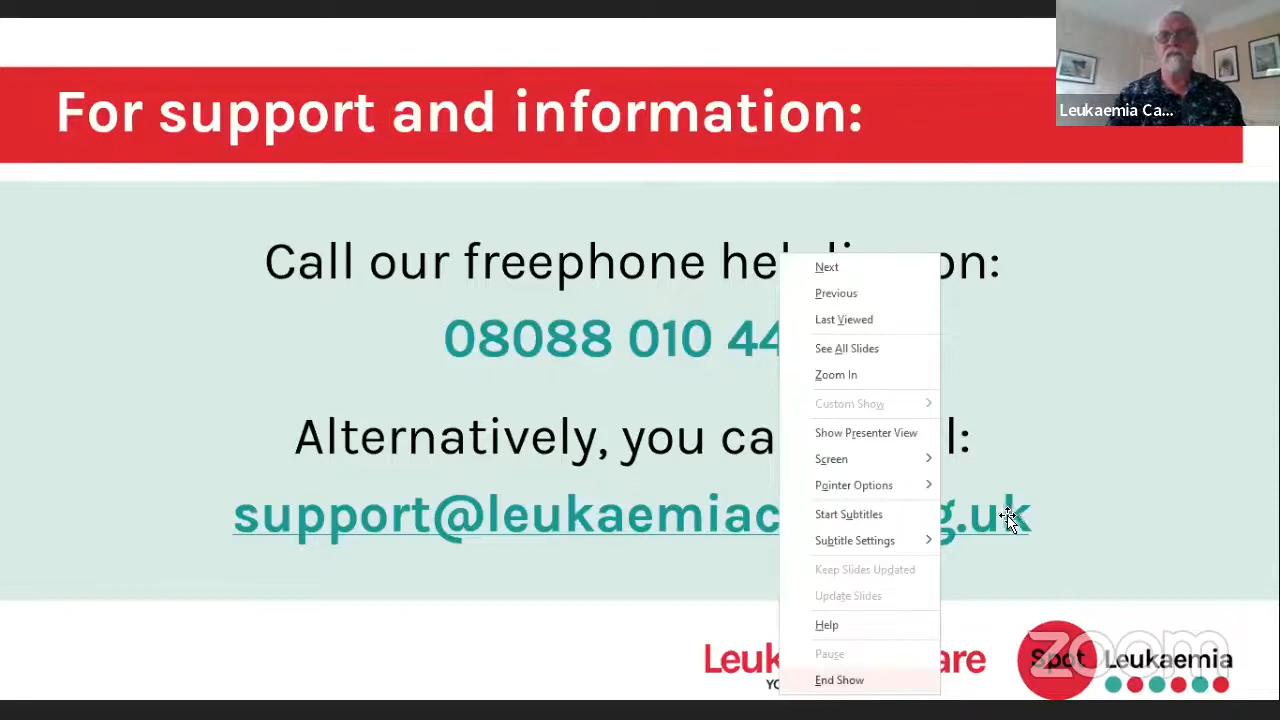 For support and information:
Leukaemia Ca...
Call our freephone on:
08088 010 44
Alternatively, you ca l:
support@leukaemiac g.uk
Next
Previous
Last Viewed
See All Slides
Zoom In
Custom Show
Show Presenter View
Screen
Pointer Options
Start Subtitles
Subtitle Settings
Keep Slides Updated
Update Slides
Help
Pause
End Show
Leuk are
YO
Spot Leukaemia
zoom